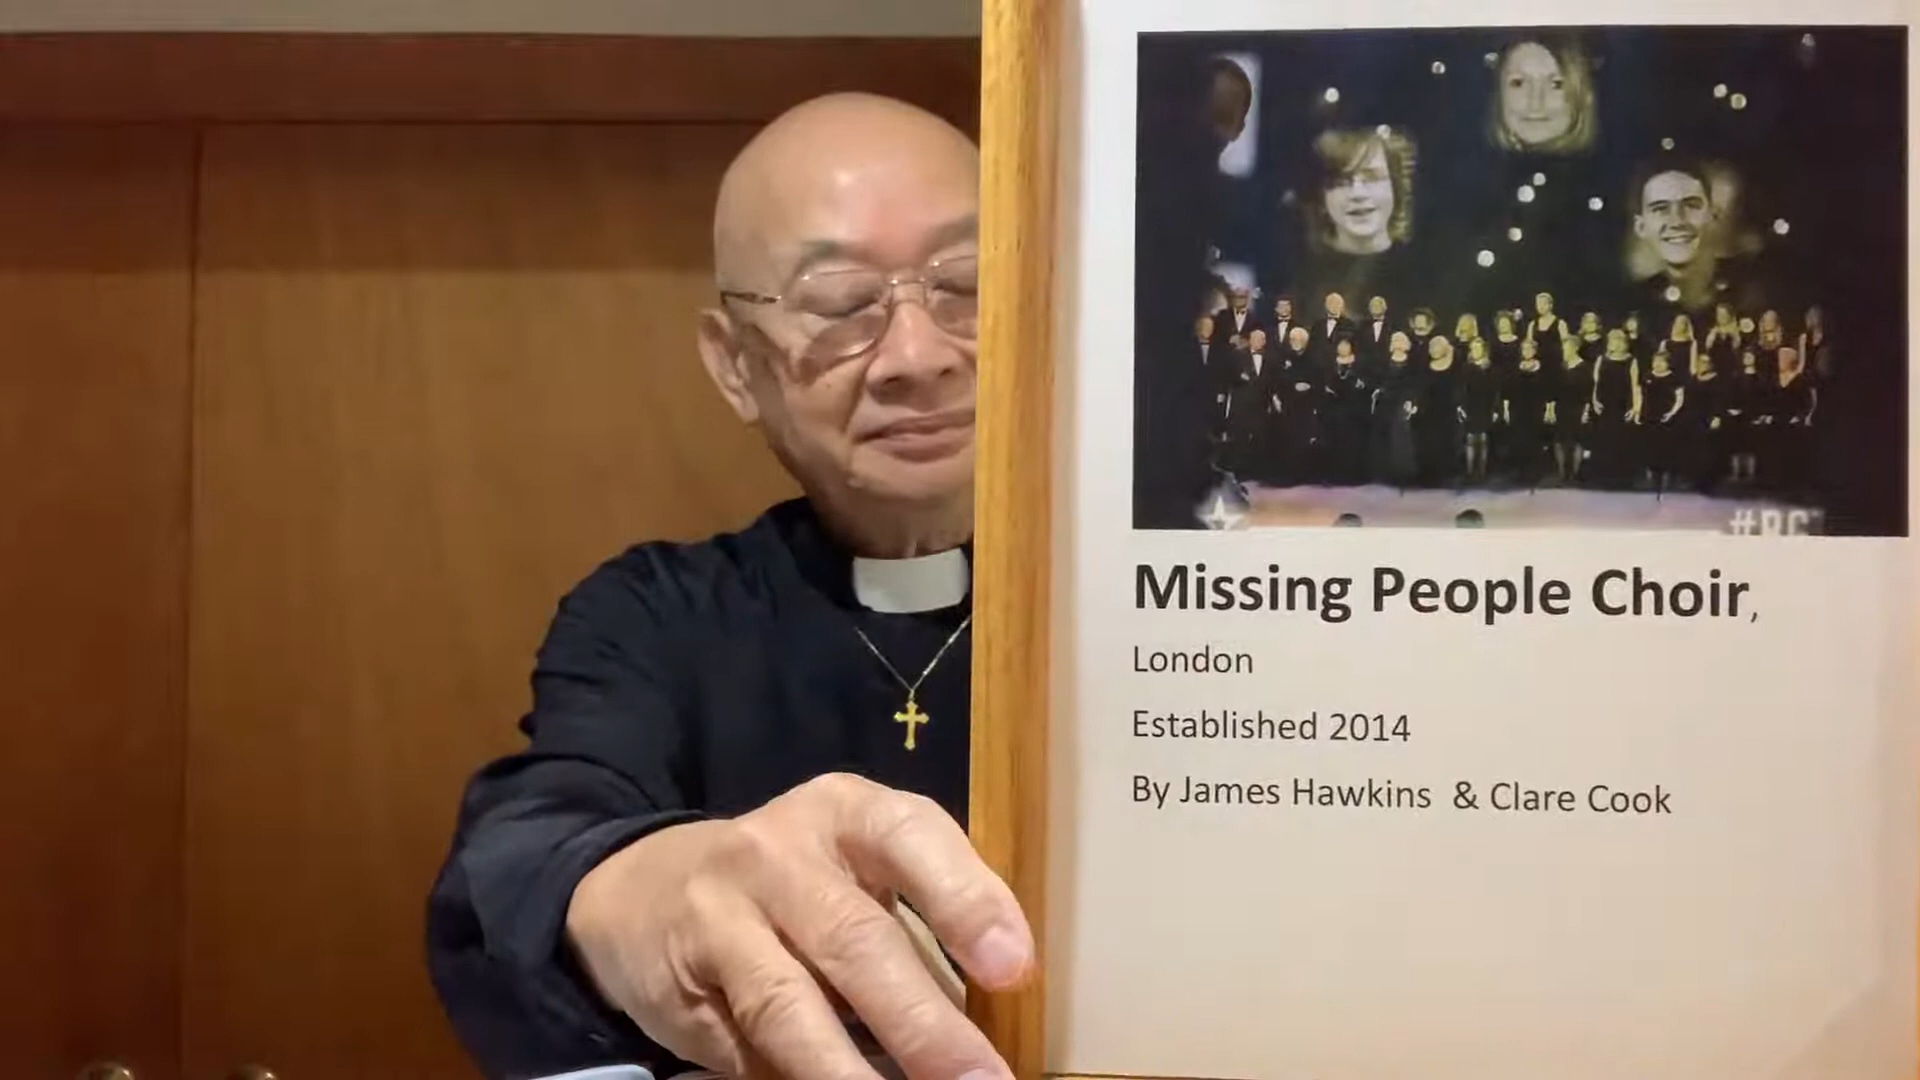 Missing People Choir,
London
Established 2014
By James Hawkins & Clare Cook